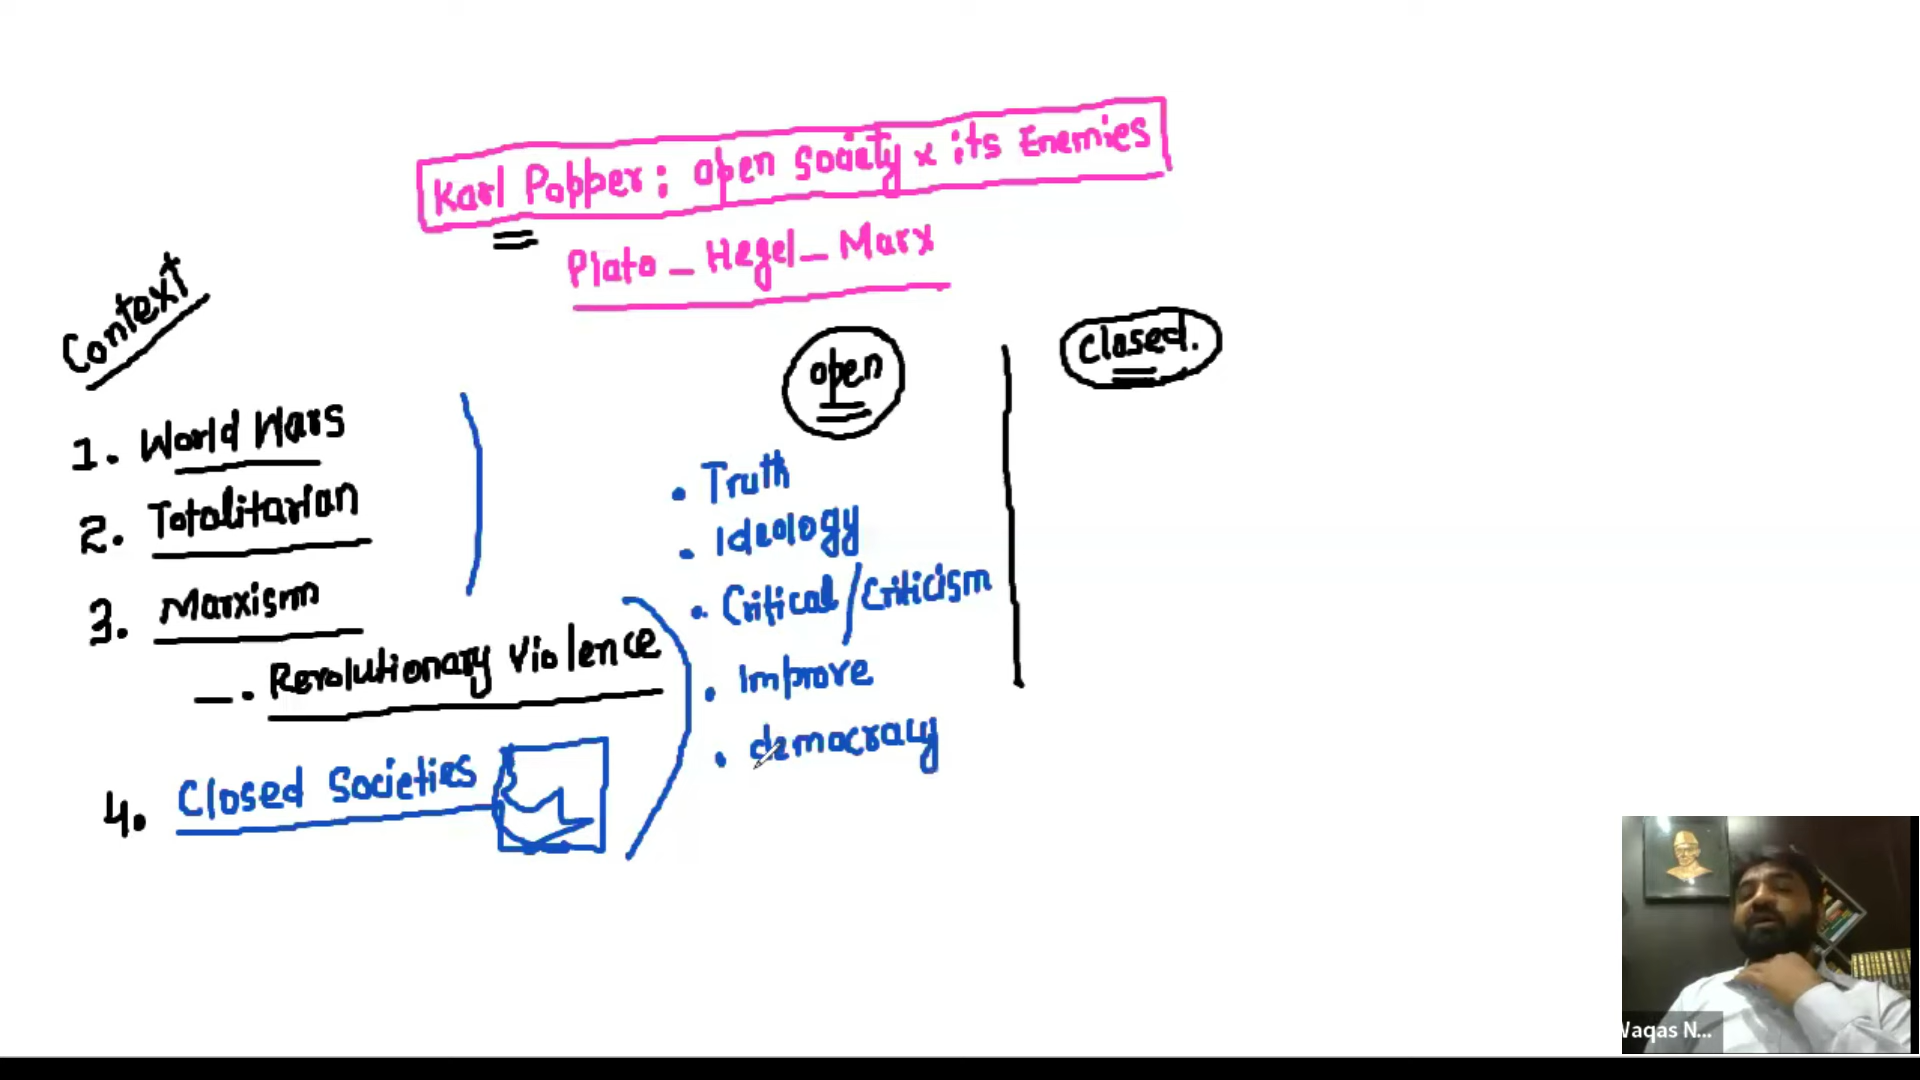 Karl Popper: open society & its Enemies
Plato - Hegel - Marx
Context
1. World Wars
2. Totalitarian
3. Marxism
- . Revolutionary Violence
4. Closed Societies
open
• Truth
• Ideology
• Critical/Criticism
• Improve
• democracy
Closed.
Waqas N...